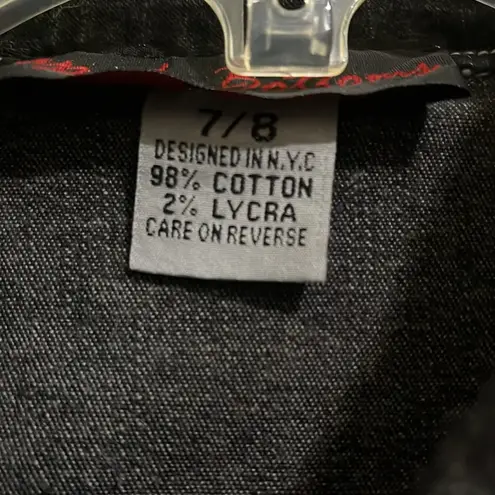 7/8
DESIGNED IN N.Y.C
98% COTTON
2% LYCRA
CARE ON REVERSE